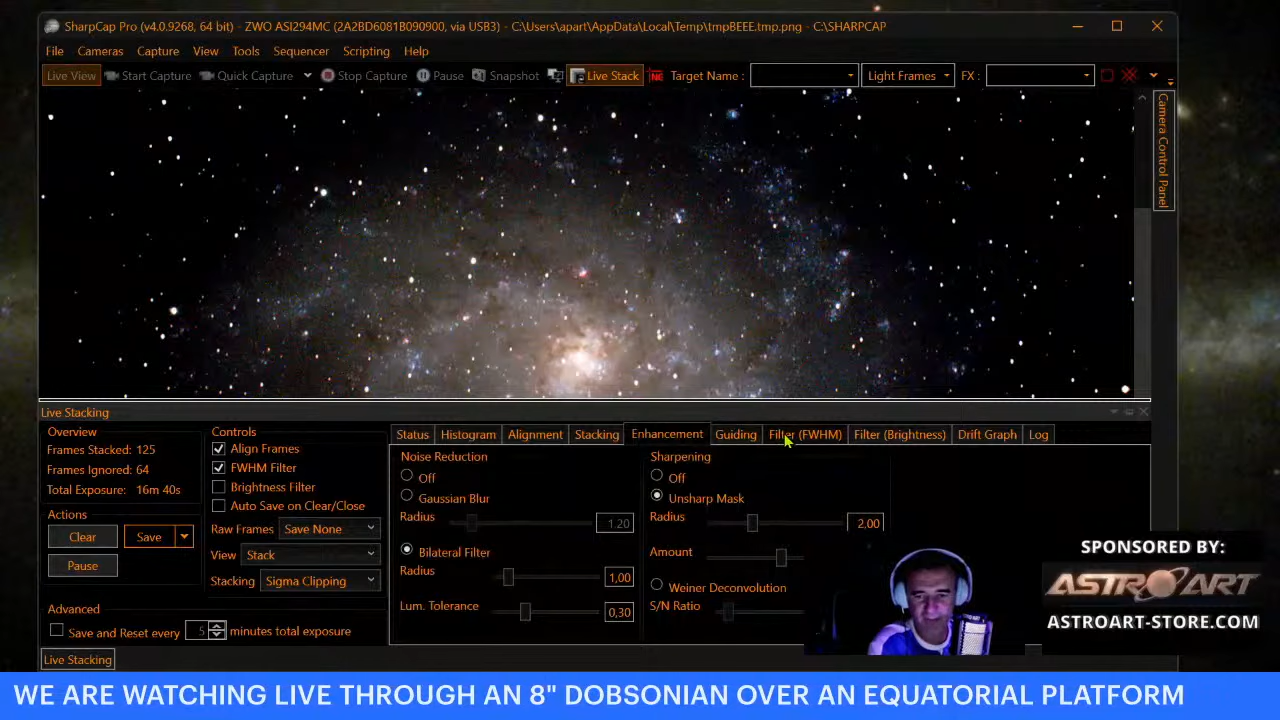 SharpCap Pro (v4.0.9268, 64 bit) - ZWO ASI294MC (2A2BD6081B090900, via USB3) - C:\Users\apart\AppData\Local\Temp\tmpBEEE.tmp.png - C:\SHARPCAP
File Cameras Capture View Tools Sequencer Scripting Help
Live View Start Capture Quick Capture Stop Capture Pause Snapshot Live Stack Target Name : Light Frames FX :
Camera Control Panel
Live Stacking
Overview
Frames Stacked: 125
Frames Ignored: 64
Total Exposure: 16m 40s
Actions
Clear Save
Pause
Controls
Align Frames
FWHM Filter
Brightness Filter
Auto Save on Clear/Close
Raw Frames Save None
View Stack
Stacking Sigma Clipping
Advanced
Save and Reset every 5 minutes total exposure
Status Histogram Alignment Stacking Enhancement Guiding Filter (FWHM) Filter (Brightness) Drift Graph Log
Noise Reduction
Off
Gaussian Blur
Radius 1.20
Bilateral Filter
Radius 1,00
Lum. Tolerance 0,30
Sharpening
Off
Unsharp Mask
Radius 2,00
Amount
Weiner Deconvolution
S/N Ratio
SPONSORED BY:
ASTROART
ASTROART-STORE.COM
Live Stacking
WE ARE WATCHING LIVE THROUGH AN 8" DOBSONIAN OVER AN EQUATORIAL PLATFORM